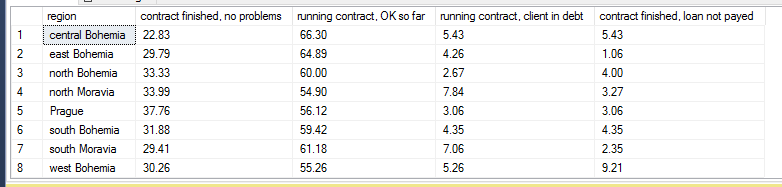 region contract finished, no problems running contract, OK so far running contract, client in debt contract finished, loan not payed
1 central Bohemia 22.83 66.30 5.43 5.43
2 east Bohemia 29.79 64.89 4.26 1.06
3 north Bohemia 33.33 60.00 2.67 4.00
4 north Moravia 33.99 54.90 7.84 3.27
5 Prague 37.76 56.12 3.06 3.06
6 south Bohemia 31.88 59.42 4.35 4.35
7 south Moravia 29.41 61.18 7.06 2.35
8 west Bohemia 30.26 55.26 5.26 9.21